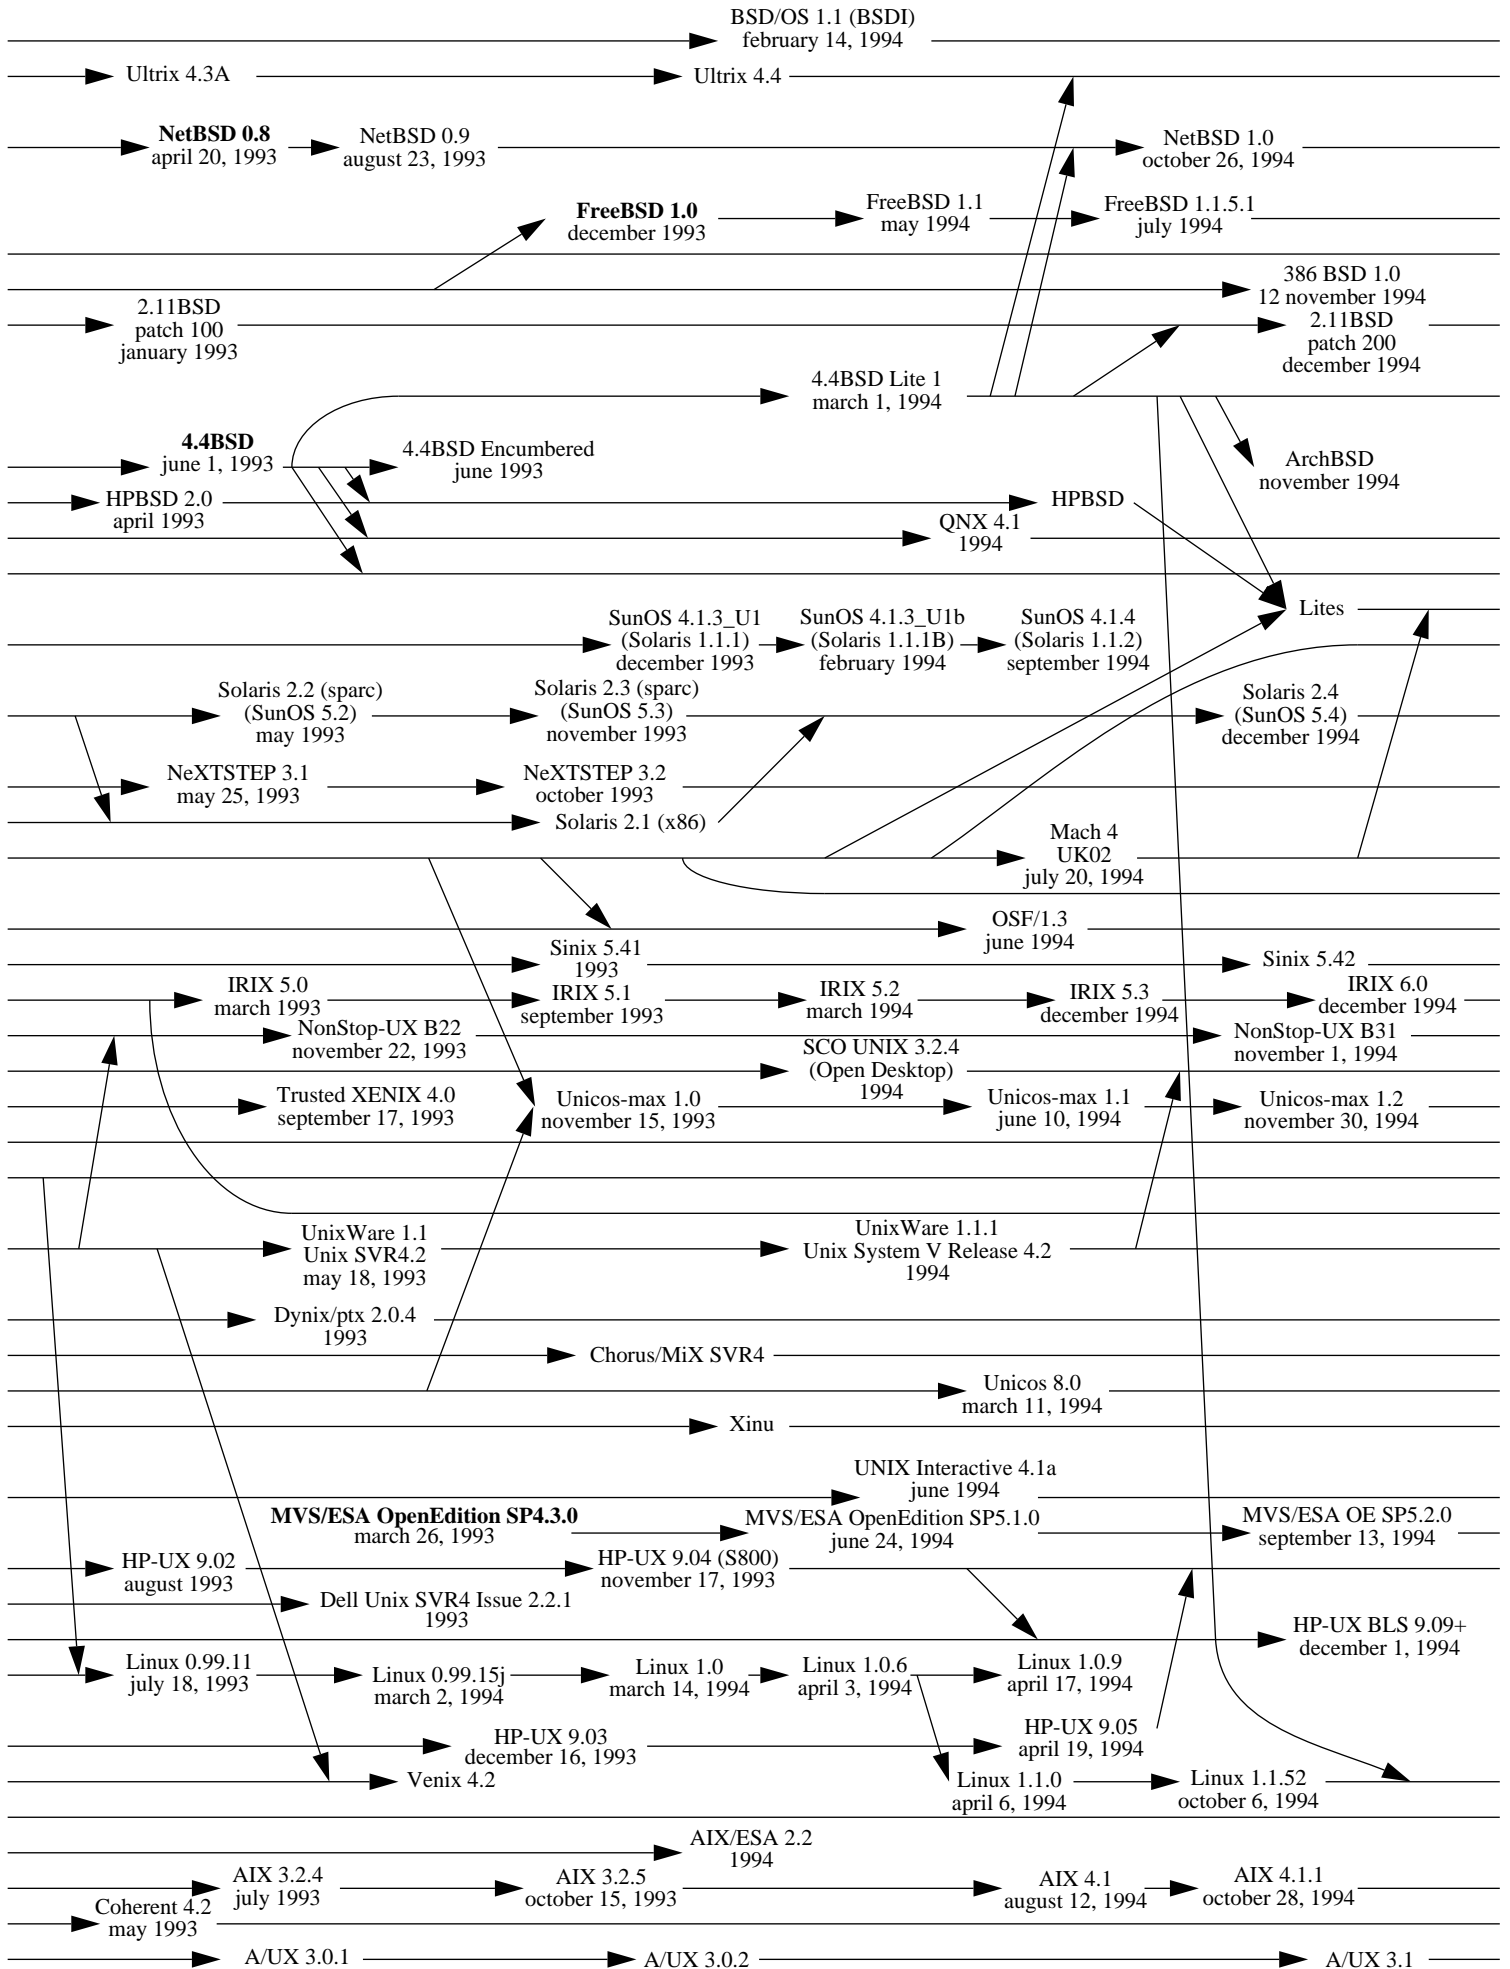 BSD/OS 1.1 (BSDI)
february 14, 1994
Ultrix 4.3A
Ultrix 4.4
NetBSD 0.8
april 20, 1993
NetBSD 0.9
august 23, 1993
NetBSD 1.0
october 26, 1994
FreeBSD 1.0
december 1993
FreeBSD 1.1
may 1994
FreeBSD 1.1.5.1
july 1994
386 BSD 1.0
12 november 1994
2.11BSD
patch 100
january 1993
2.11BSD
patch 200
december 1994
4.4BSD Lite 1
march 1, 1994
4.4BSD
june 1, 1993
4.4BSD Encumbered
june 1993
ArchBSD
november 1994
HPBSD 2.0
april 1993
HPBSD
QNX 4.1
1994
Lites
SunOS 4.1.3_U1
(Solaris 1.1.1)
december 1993
SunOS 4.1.3_U1b
(Solaris 1.1.1B)
february 1994
SunOS 4.1.4
(Solaris 1.1.2)
september 1994
Solaris 2.2 (sparc)
(SunOS 5.2)
may 1993
Solaris 2.3 (sparc)
(SunOS 5.3)
november 1993
Solaris 2.4
(SunOS 5.4)
december 1994
NeXTSTEP 3.1
may 25, 1993
NeXTSTEP 3.2
october 1993
Solaris 2.1 (x86)
Mach 4
UK02
july 20, 1994
OSF/1.3
june 1994
Sinix 5.41
1993
Sinix 5.42
IRIX 5.0
march 1993
IRIX 5.1
september 1993
IRIX 5.2
march 1994
IRIX 5.3
december 1994
IRIX 6.0
december 1994
NonStop-UX B22
november 22, 1993
NonStop-UX B31
november 1, 1994
SCO UNIX 3.2.4
(Open Desktop)
1994
Trusted XENIX 4.0
september 17, 1993
Unicos-max 1.0
november 15, 1993
Unicos-max 1.1
june 10, 1994
Unicos-max 1.2
november 30, 1994
UnixWare 1.1
Unix SVR4.2
may 18, 1993
UnixWare 1.1.1
Unix System V Release 4.2
1994
Dynix/ptx 2.0.4
1993
Chorus/MiX SVR4
Unicos 8.0
march 11, 1994
Xinu
UNIX Interactive 4.1a
june 1994
MVS/ESA OpenEdition SP4.3.0
march 26, 1993
MVS/ESA OpenEdition SP5.1.0
june 24, 1994
MVS/ESA OE SP5.2.0
september 13, 1994
HP-UX 9.02
august 1993
HP-UX 9.04 (S800)
november 17, 1993
Dell Unix SVR4 Issue 2.2.1
1993
HP-UX BLS 9.09+
december 1, 1994
Linux 0.99.11
july 18, 1993
Linux 0.99.15j
march 2, 1994
Linux 1.0
march 14, 1994
Linux 1.0.6
april 3, 1994
Linux 1.0.9
april 17, 1994
HP-UX 9.03
december 16, 1993
HP-UX 9.05
april 19, 1994
Venix 4.2
Linux 1.1.0
april 6, 1994
Linux 1.1.52
october 6, 1994
AIX/ESA 2.2
1994
AIX 3.2.4
july 1993
AIX 3.2.5
october 15, 1993
AIX 4.1
august 12, 1994
AIX 4.1.1
october 28, 1994
Coherent 4.2
may 1993
A/UX 3.0.1
A/UX 3.0.2
A/UX 3.1